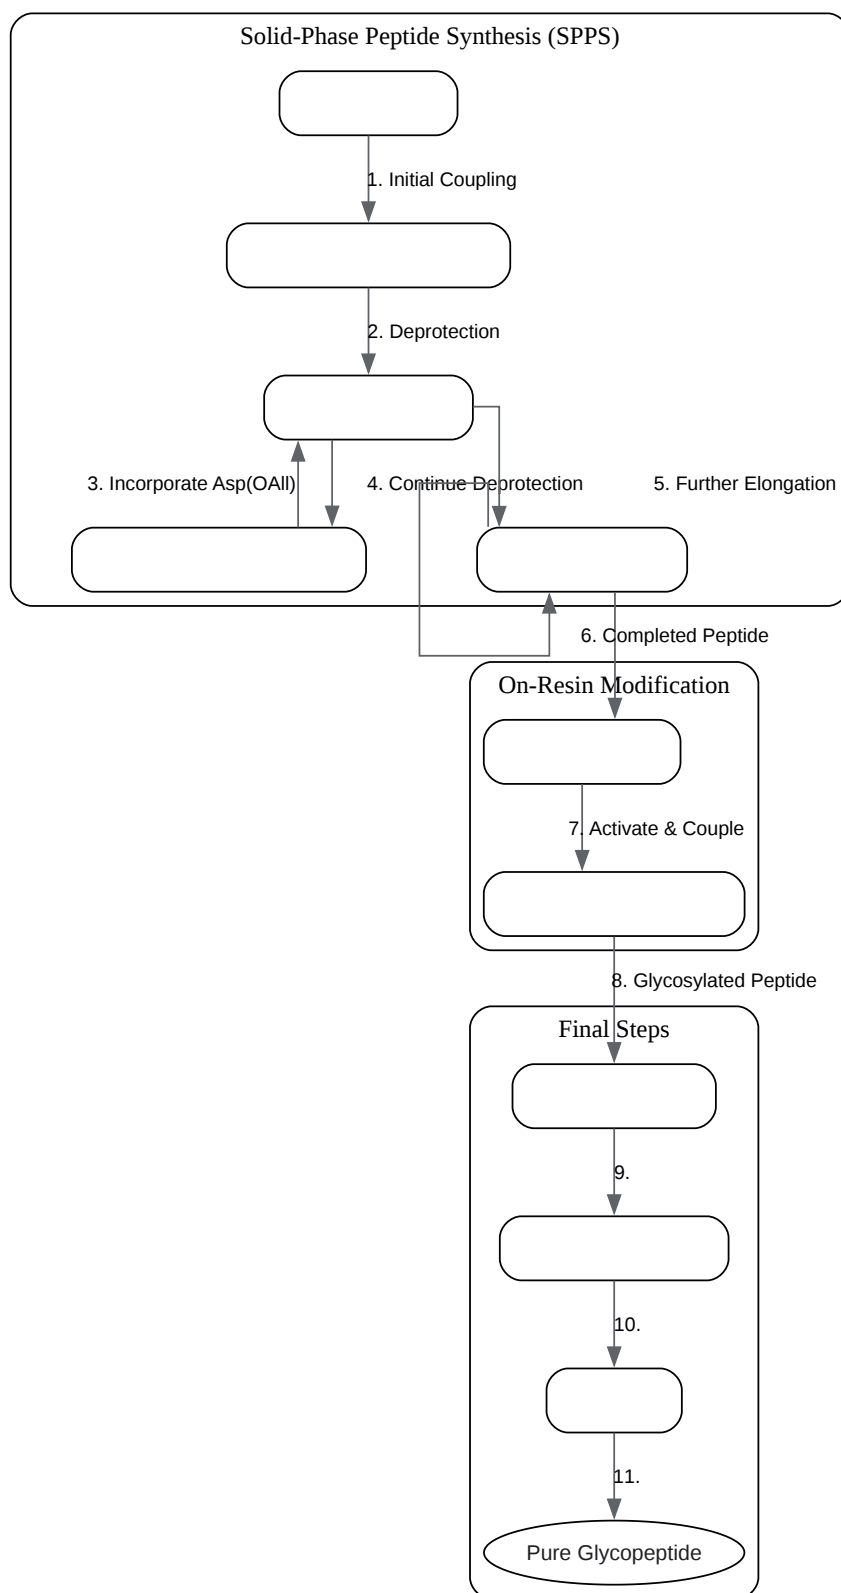 Solid-Phase Peptide Synthesis (SPPS)
1. Initial Coupling
2. Deprotection
3. Incorporate Asp(OAll)
4. Continue Deprotection
5. Further Elongation
6. Completed Peptide
On-Resin Modification
7. Activate & Couple
8. Glycosylated Peptide
Final Steps
9.
10.
11.
Pure Glycopeptide